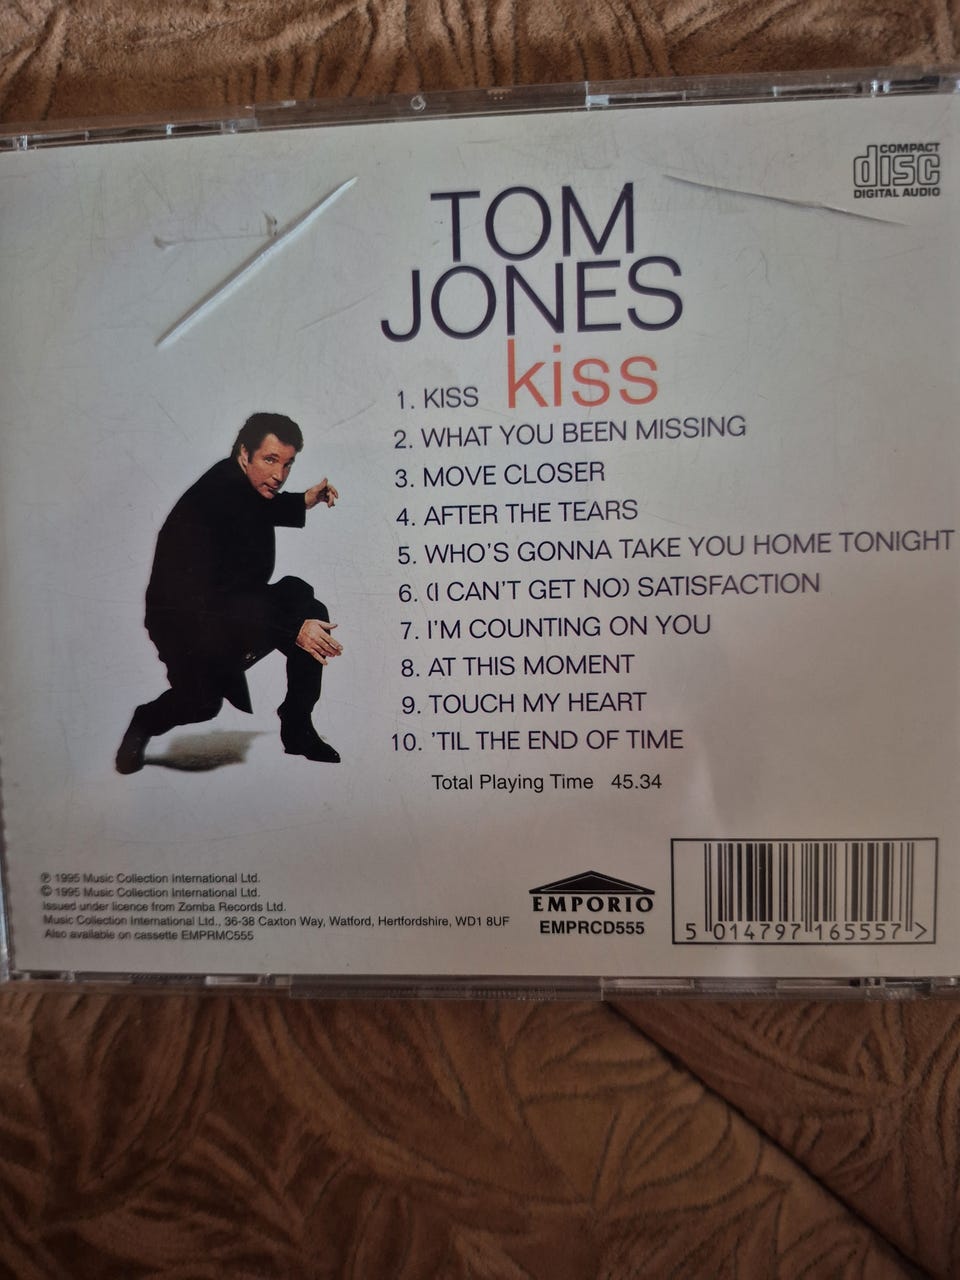 COMPACT
disc
DIGITAL AUDIO
TOM
JONES
kiss
1. KISS
2. WHAT YOU BEEN MISSING
3. MOVE CLOSER
4. AFTER THE TEARS
5. WHO'S GONNA TAKE YOU HOME TONIGHT
6. (I CAN'T GET NO) SATISFACTION
7. I'M COUNTING ON YOU
8. AT THIS MOMENT
9. TOUCH MY HEART
10. 'TIL THE END OF TIME
Total Playing Time 45.34
℗ 1995 Music Collection International Ltd.
© 1995 Music Collection International Ltd.
Issued under licence from Zomba Records Ltd.
Music Collection International Ltd., 36-38 Caxton Way, Watford, Hertfordshire, WD1 8UF
Also available on cassette EMPRMC555
EMPORIO
EMPRCD555
5 014797 165557 >